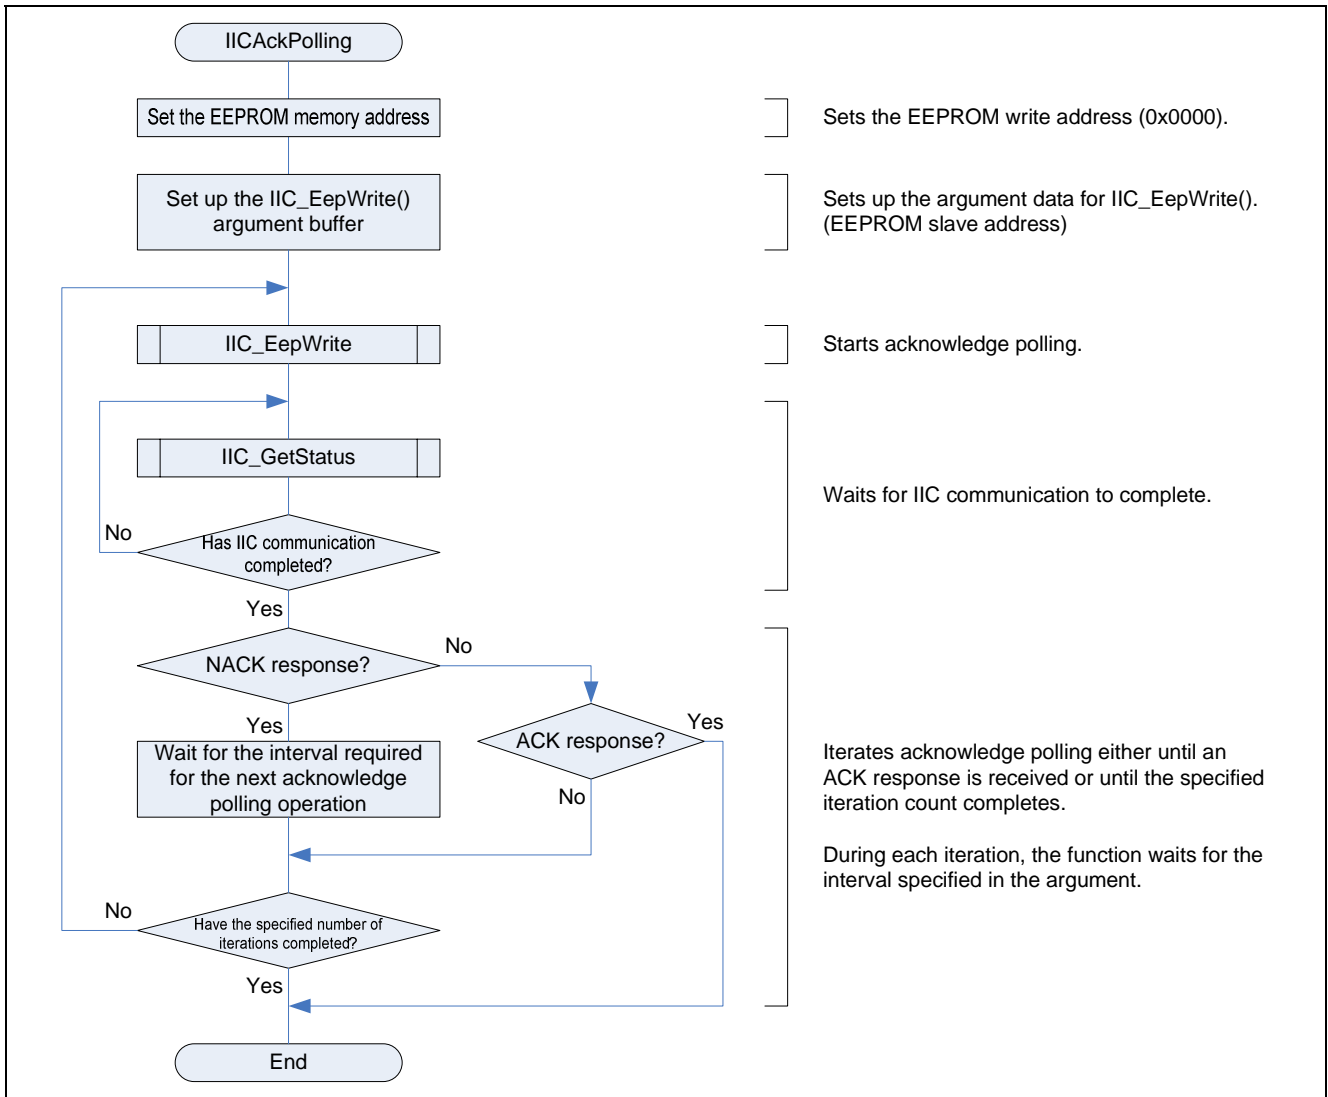 IICAckPolling
Set the EEPROM memory address
Sets the EEPROM write address (0x0000).
Set up the IIC_EepWrite()
argument buffer
Sets up the argument data for IIC_EepWrite().
(EEPROM slave address)
IIC_EepWrite
Starts acknowledge polling.
IIC_GetStatus
Waits for IIC communication to complete.
No
Has IIC communication
completed?
Yes
NACK response?
No
Yes
ACK response?
Yes
No
Wait for the interval required
for the next acknowledge
polling operation
Iterates acknowledge polling either until an
ACK response is received or until the specified
iteration count completes.
During each iteration, the function waits for the
interval specified in the argument.
No
Have the specified number of
iterations completed?
Yes
End